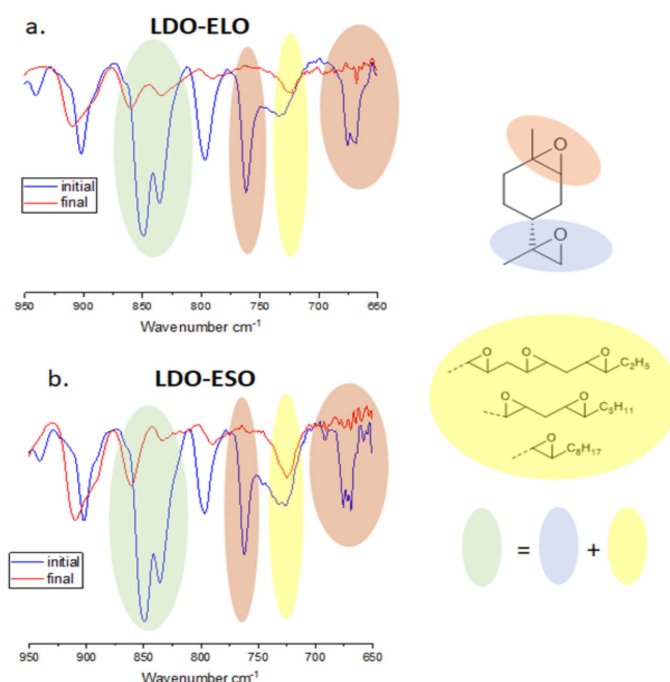 a.
LDO-ELO
initial
final
950 900 850 800 750 700 650
Wavenumber cm⁻¹
b.
LDO-ESO
initial
final
950 900 850 800 750 700 650
Wavenumber cm⁻¹
O
O
O O O
C₂H₅
O O
C₅H₁₁
O
C₈H₁₇
= +